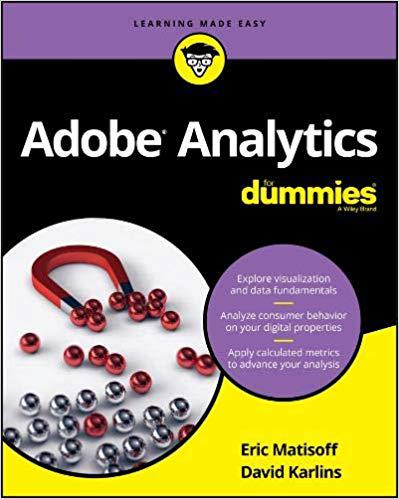 LEARNING MADE EASY
Adobe® Analytics
for
dummies®
A Wiley Brand
Explore visualization
and data fundamentals
Analyze consumer behavior
on your digital properties
Apply calculated metrics
to advance your analysis
Eric Matisoff
David Karlins